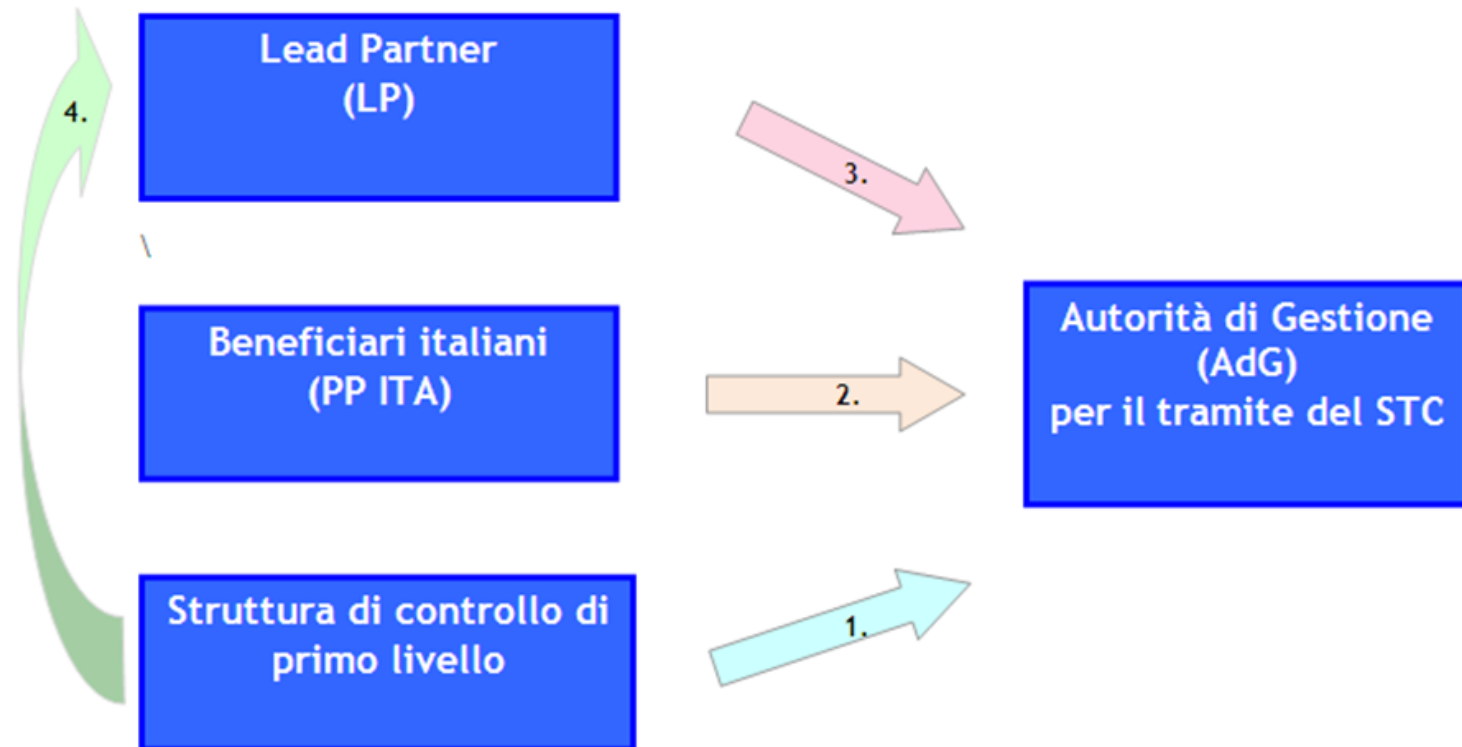 Lead Partner
(LP)
4.
3.
\
Beneficiari italiani
(PP ITA)
2.
Autorità di Gestione
(AdG)
per il tramite del STC
Struttura di controllo di
primo livello
1.